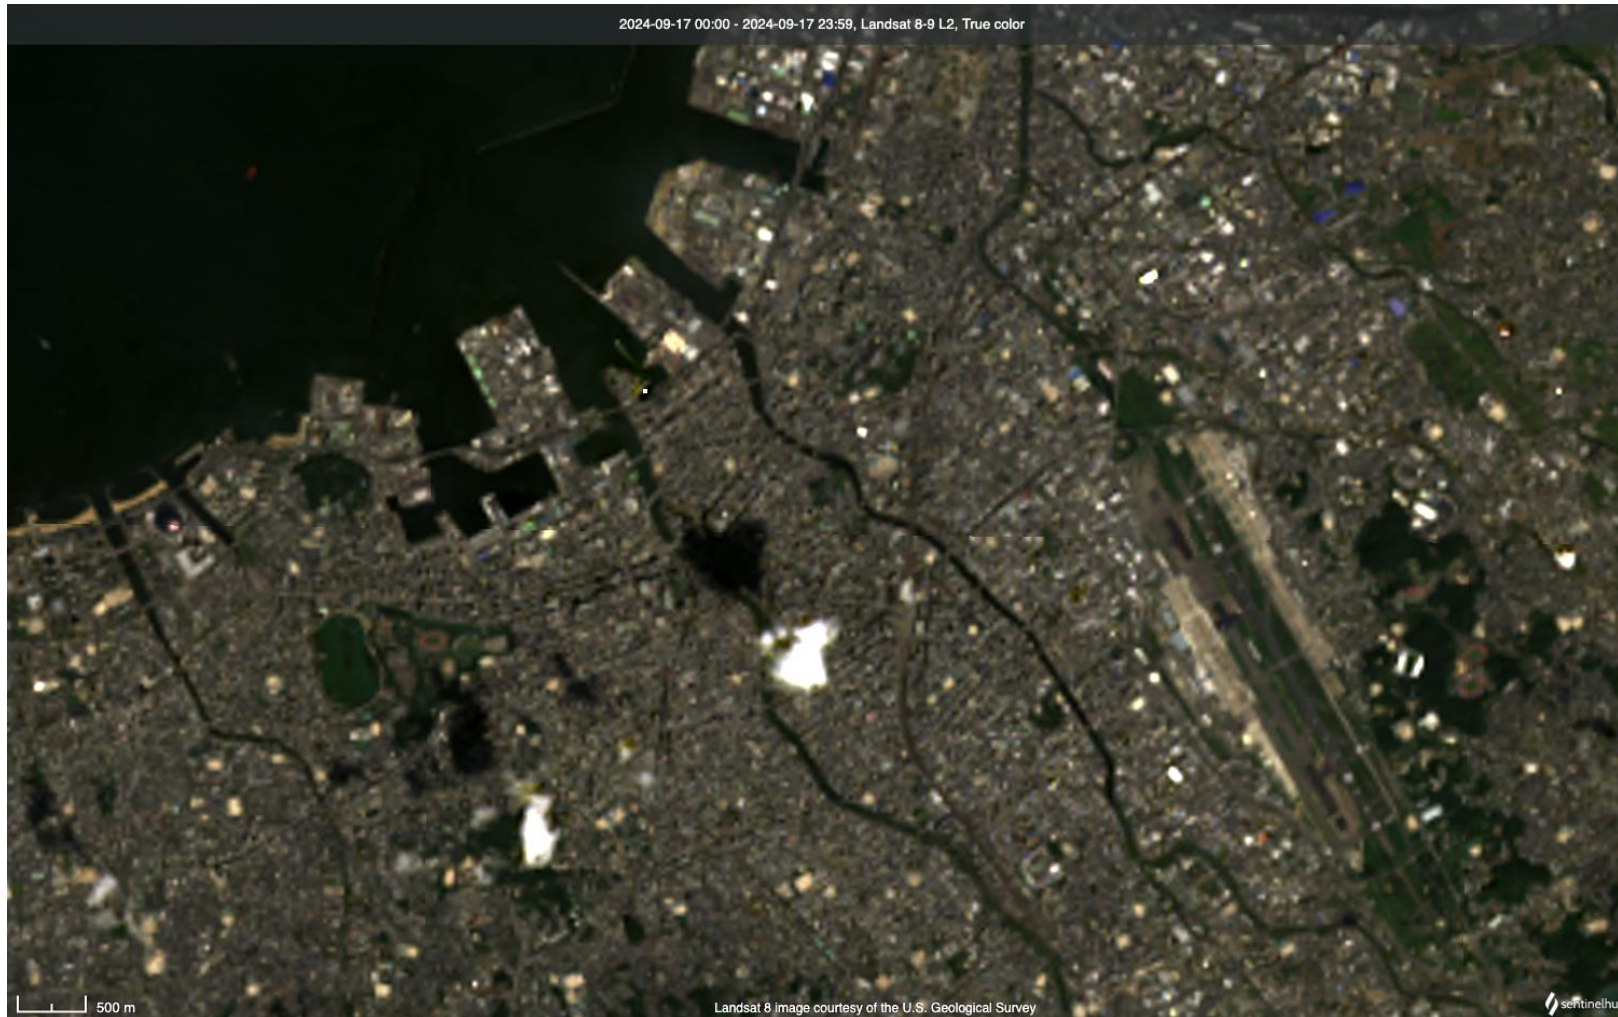 2024-09-17 00:00 - 2024-09-17 23:59, Landsat 8-9 L2, True color
500 m
Landsat 8 image courtesy of the U.S. Geological Survey
sentinelhu